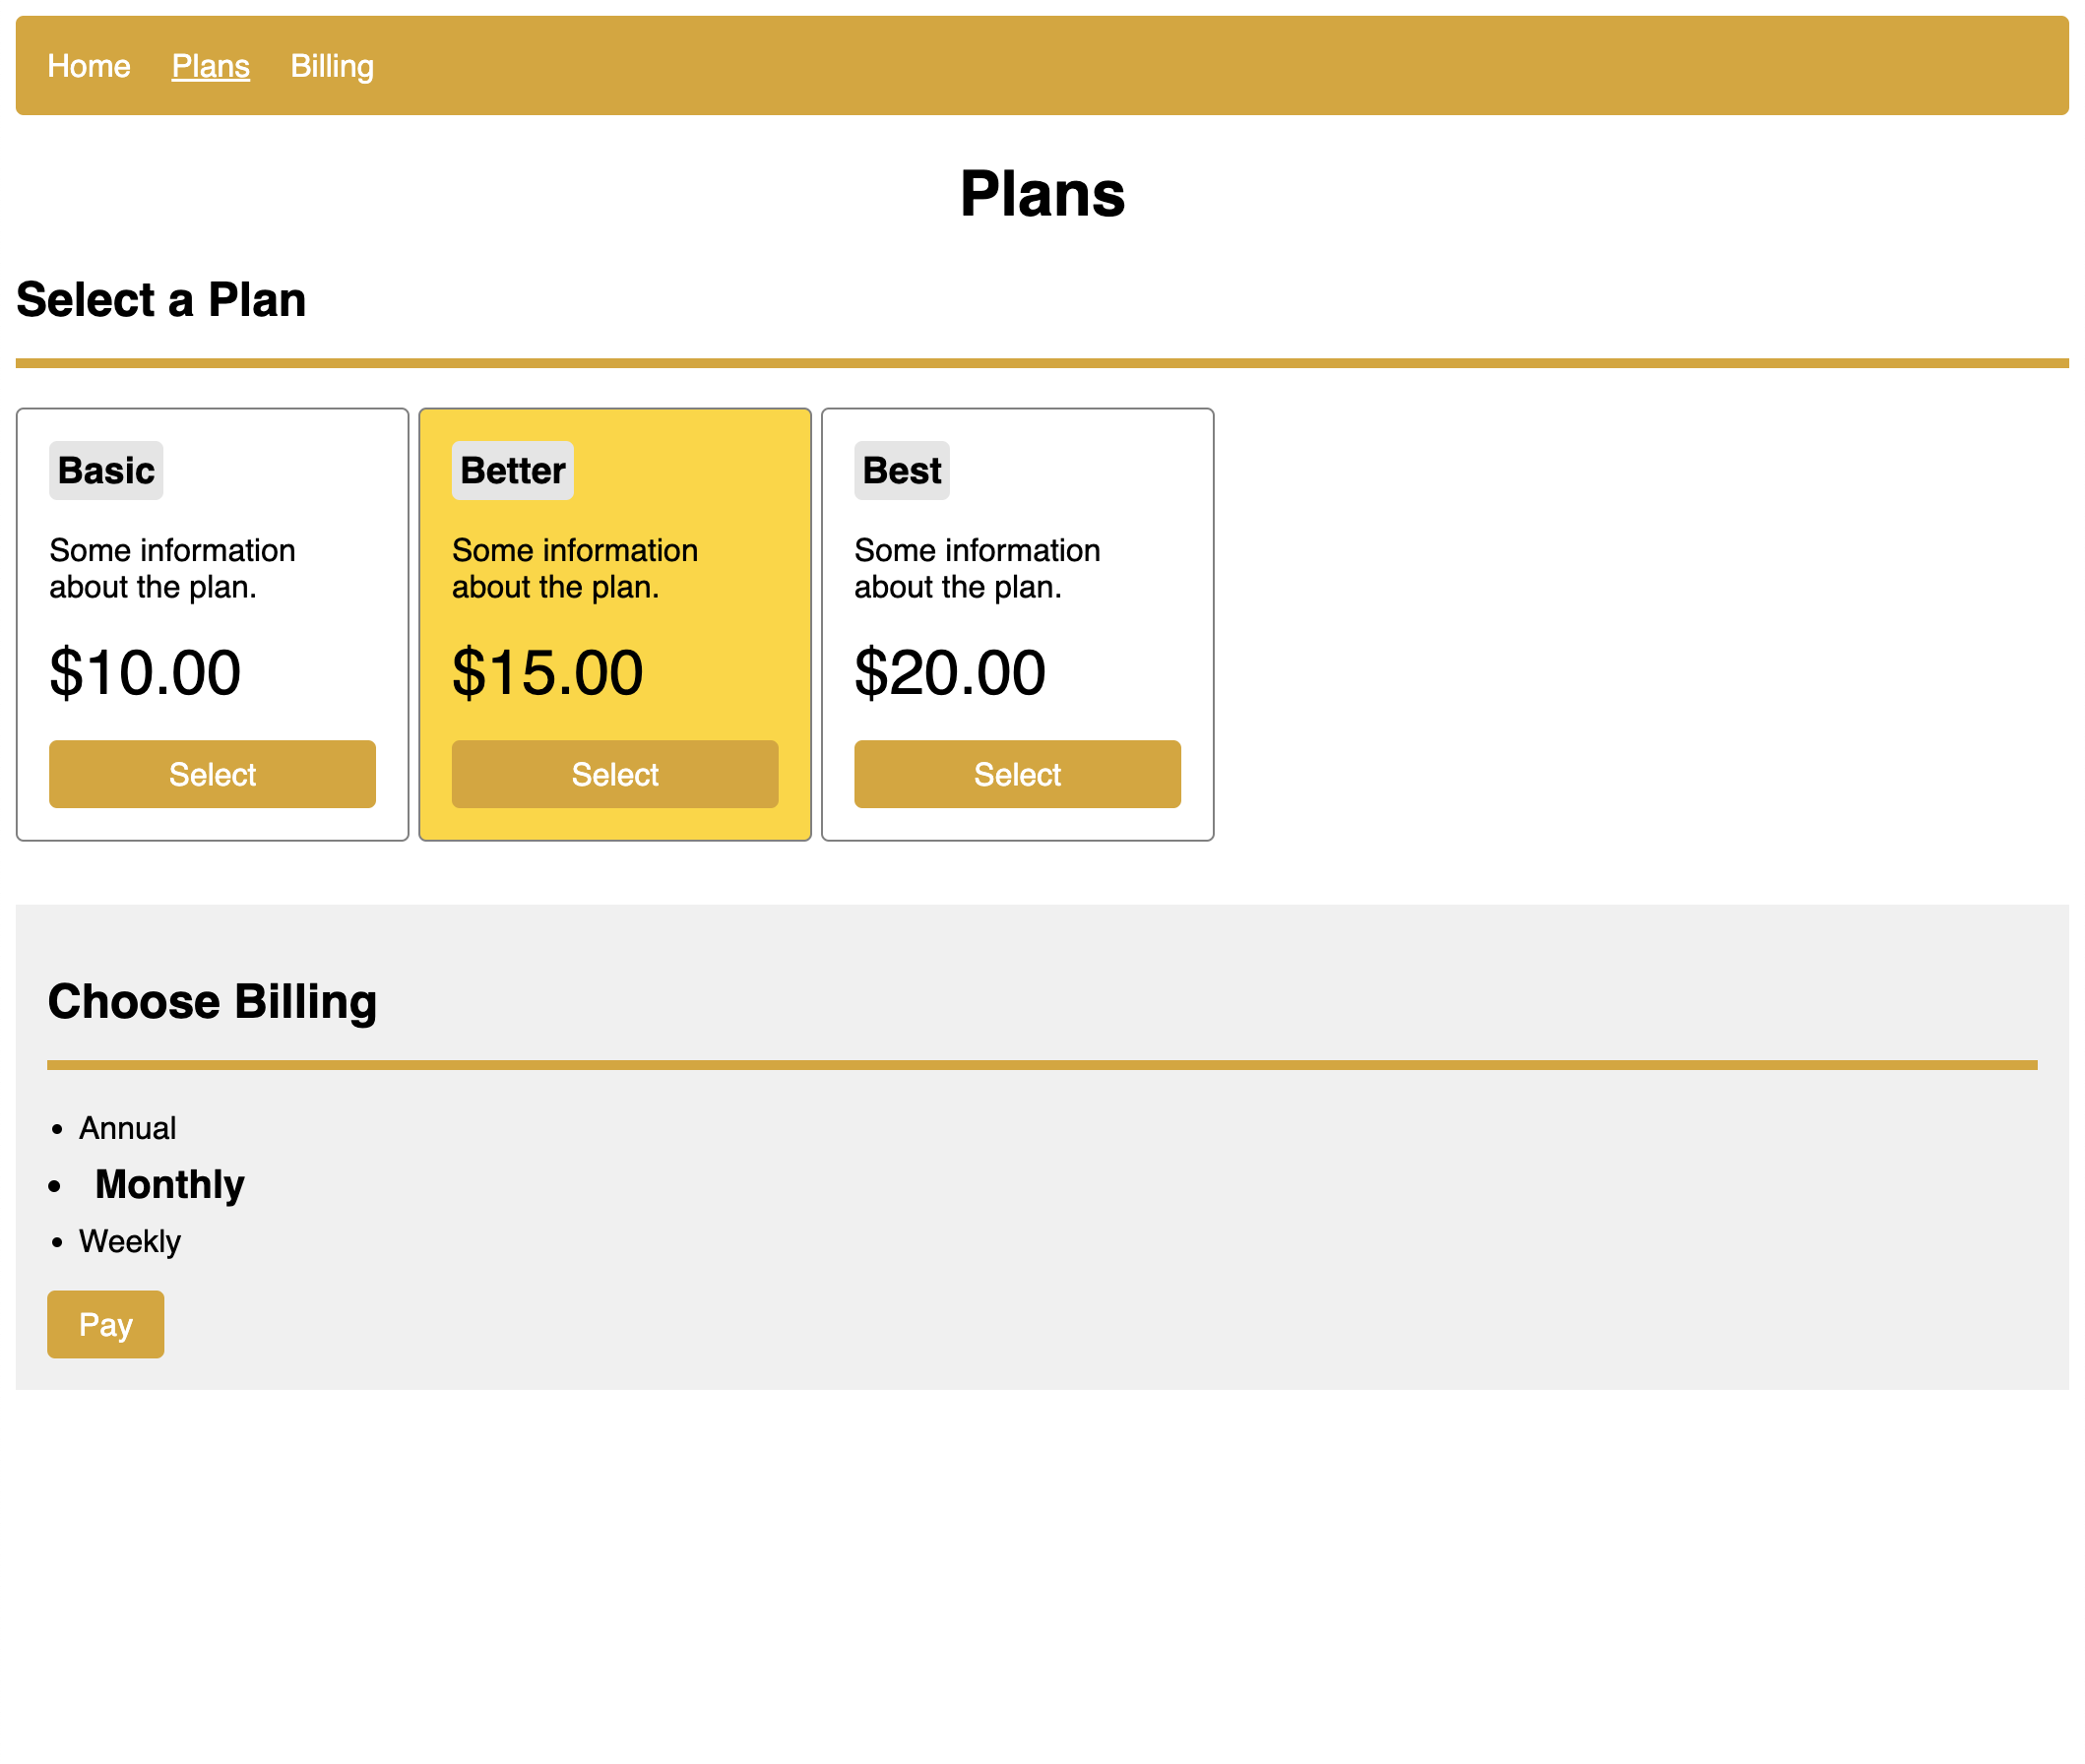 Home Plans Billing
Plans
Select a Plan
Basic
Some information
about the plan.
$10.00
Select
Better
Some information
about the plan.
$15.00
Select
Best
Some information
about the plan.
$20.00
Select
Choose Billing
Annual
Monthly
Weekly
Pay